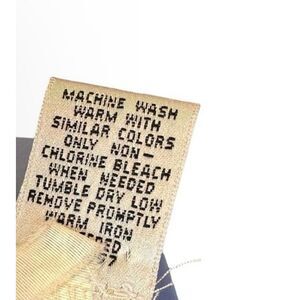 MACHINE WASH
WARM WITH
SIMILAR COLORS
ONLY NON-
CHLORINE BLEACH
WHEN NEEDED
TUMBLE DRY LOW
REMOVE PROMPTLY
WARM IRON